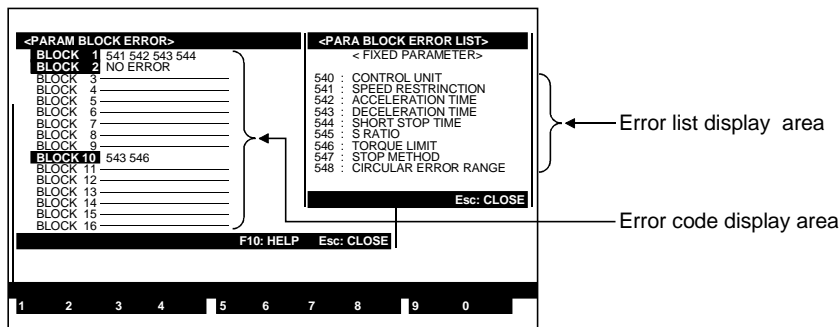 <PARAM BLOCK ERROR>
BLOCK 1 541 542 543 544
BLOCK 2 NO ERROR
BLOCK 3
BLOCK 4
BLOCK 5
BLOCK 6
BLOCK 7
BLOCK 8
BLOCK 9
BLOCK 10 543 546
BLOCK 11
BLOCK 12
BLOCK 13
BLOCK 14
BLOCK 15
BLOCK 16
F10: HELP Esc: CLOSE
<PARA BLOCK ERROR LIST>
< FIXED PARAMETER>
540 : CONTROL UNIT
541 : SPEED RESTRINCTION
542 : ACCELERATION TIME
543 : DECELERATION TIME
544 : SHORT STOP TIME
545 : S RATIO
546 : TORQUE LIMIT
547 : STOP METHOD
548 : CIRCULAR ERROR RANGE
Esc: CLOSE
Error list display area
Error code display area
1 2 3 4 5 6 7 8 9 0